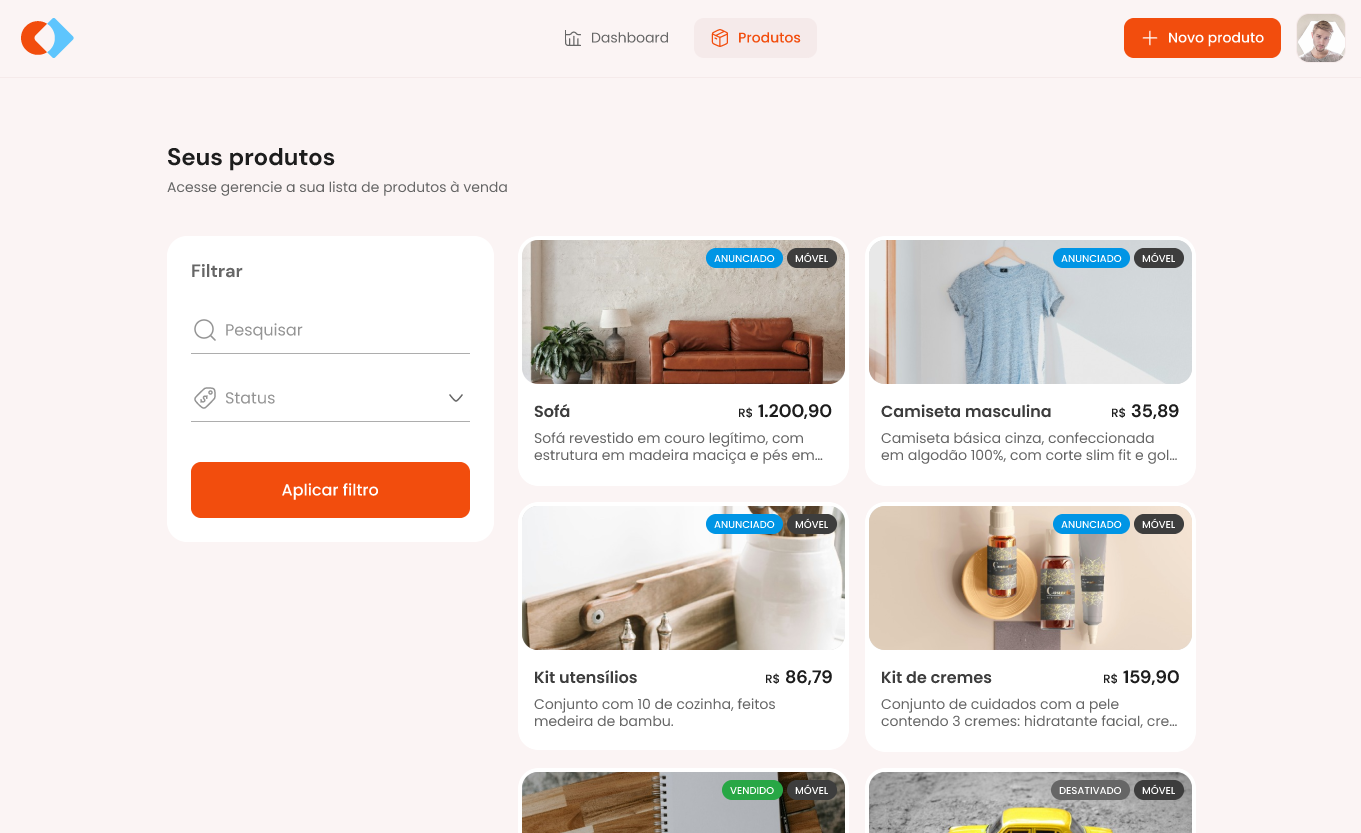 Dashboard
Produtos
Novo produto
Seus produtos
Acesse gerencie a sua lista de produtos à venda
Filtrar
Pesquisar
Status
Aplicar filtro
ANUNCIADO
MÓVEL
Sofá
R$ 1.200,90
Sofá revestido em couro legítimo, com
estrutura em madeira maciça e pés em...
ANUNCIADO
MÓVEL
Camiseta masculina
R$ 35,89
Camiseta básica cinza, confeccionada
em algodão 100%, com corte slim fit e gol...
ANUNCIADO
MÓVEL
Kit utensílios
R$ 86,79
Conjunto com 10 de cozinha, feitos
medeira de bambu.
ANUNCIADO
MÓVEL
Kit de cremes
R$ 159,90
Conjunto de cuidados com a pele
contendo 3 cremes: hidratante facial, cre...
VENDIDO
MÓVEL
DESATIVADO
MÓVEL